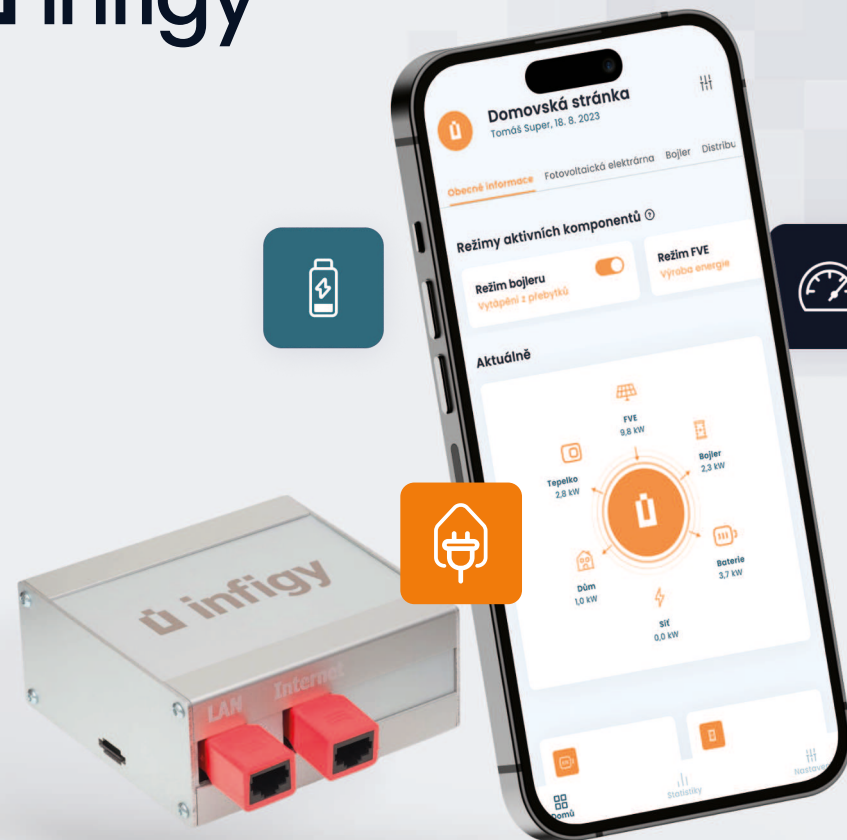 infigy
Domovská stránka
Tomáš Super, 18. 8. 2023
Obecné informace Fotovoltaická elektrárna Bojler Distribu
Režimy aktivních komponentů
Režim bojleru
Vytápění z přebytků
Režim FVE
Výroba energie
Aktuálně
FVE
9,8 kW
Tepelko
2,8 kW
Bojler
2,3 kW
Dům
1,0 kW
Baterie
3,7 kW
Síť
0,0 kW
Domů
Statistiky
Nastaven
infigy
LAN Internet